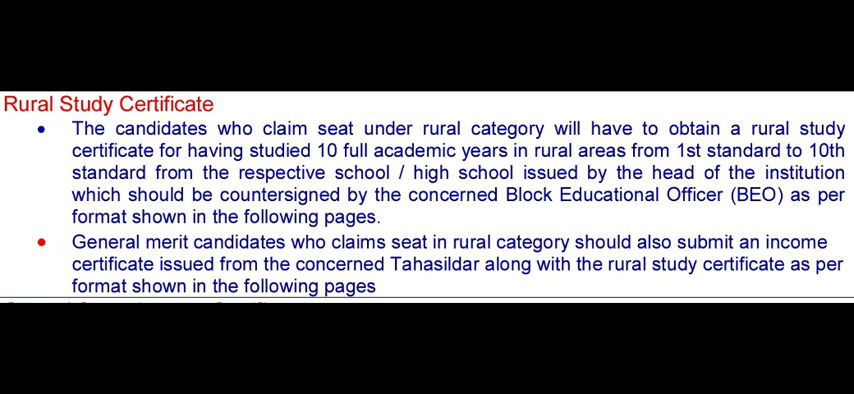 Rural Study Certificate
• The candidates who claim seat under rural category will have to obtain a rural study
certificate for having studied 10 full academic years in rural areas from 1st standard to 10th
standard from the respective school / high school issued by the head of the institution
which should be countersigned by the concerned Block Educational Officer (BEO) as per
format shown in the following pages.
• General merit candidates who claims seat in rural category should also submit an income
certificate issued from the concerned Tahasildar along with the rural study certificate as per
format shown in the following pages